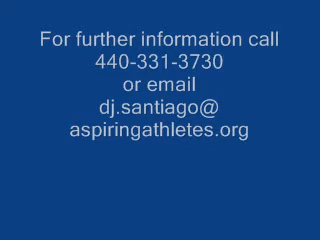 For further information call
440-331-3730
or email
dj.santiago@
aspiringathletes.org